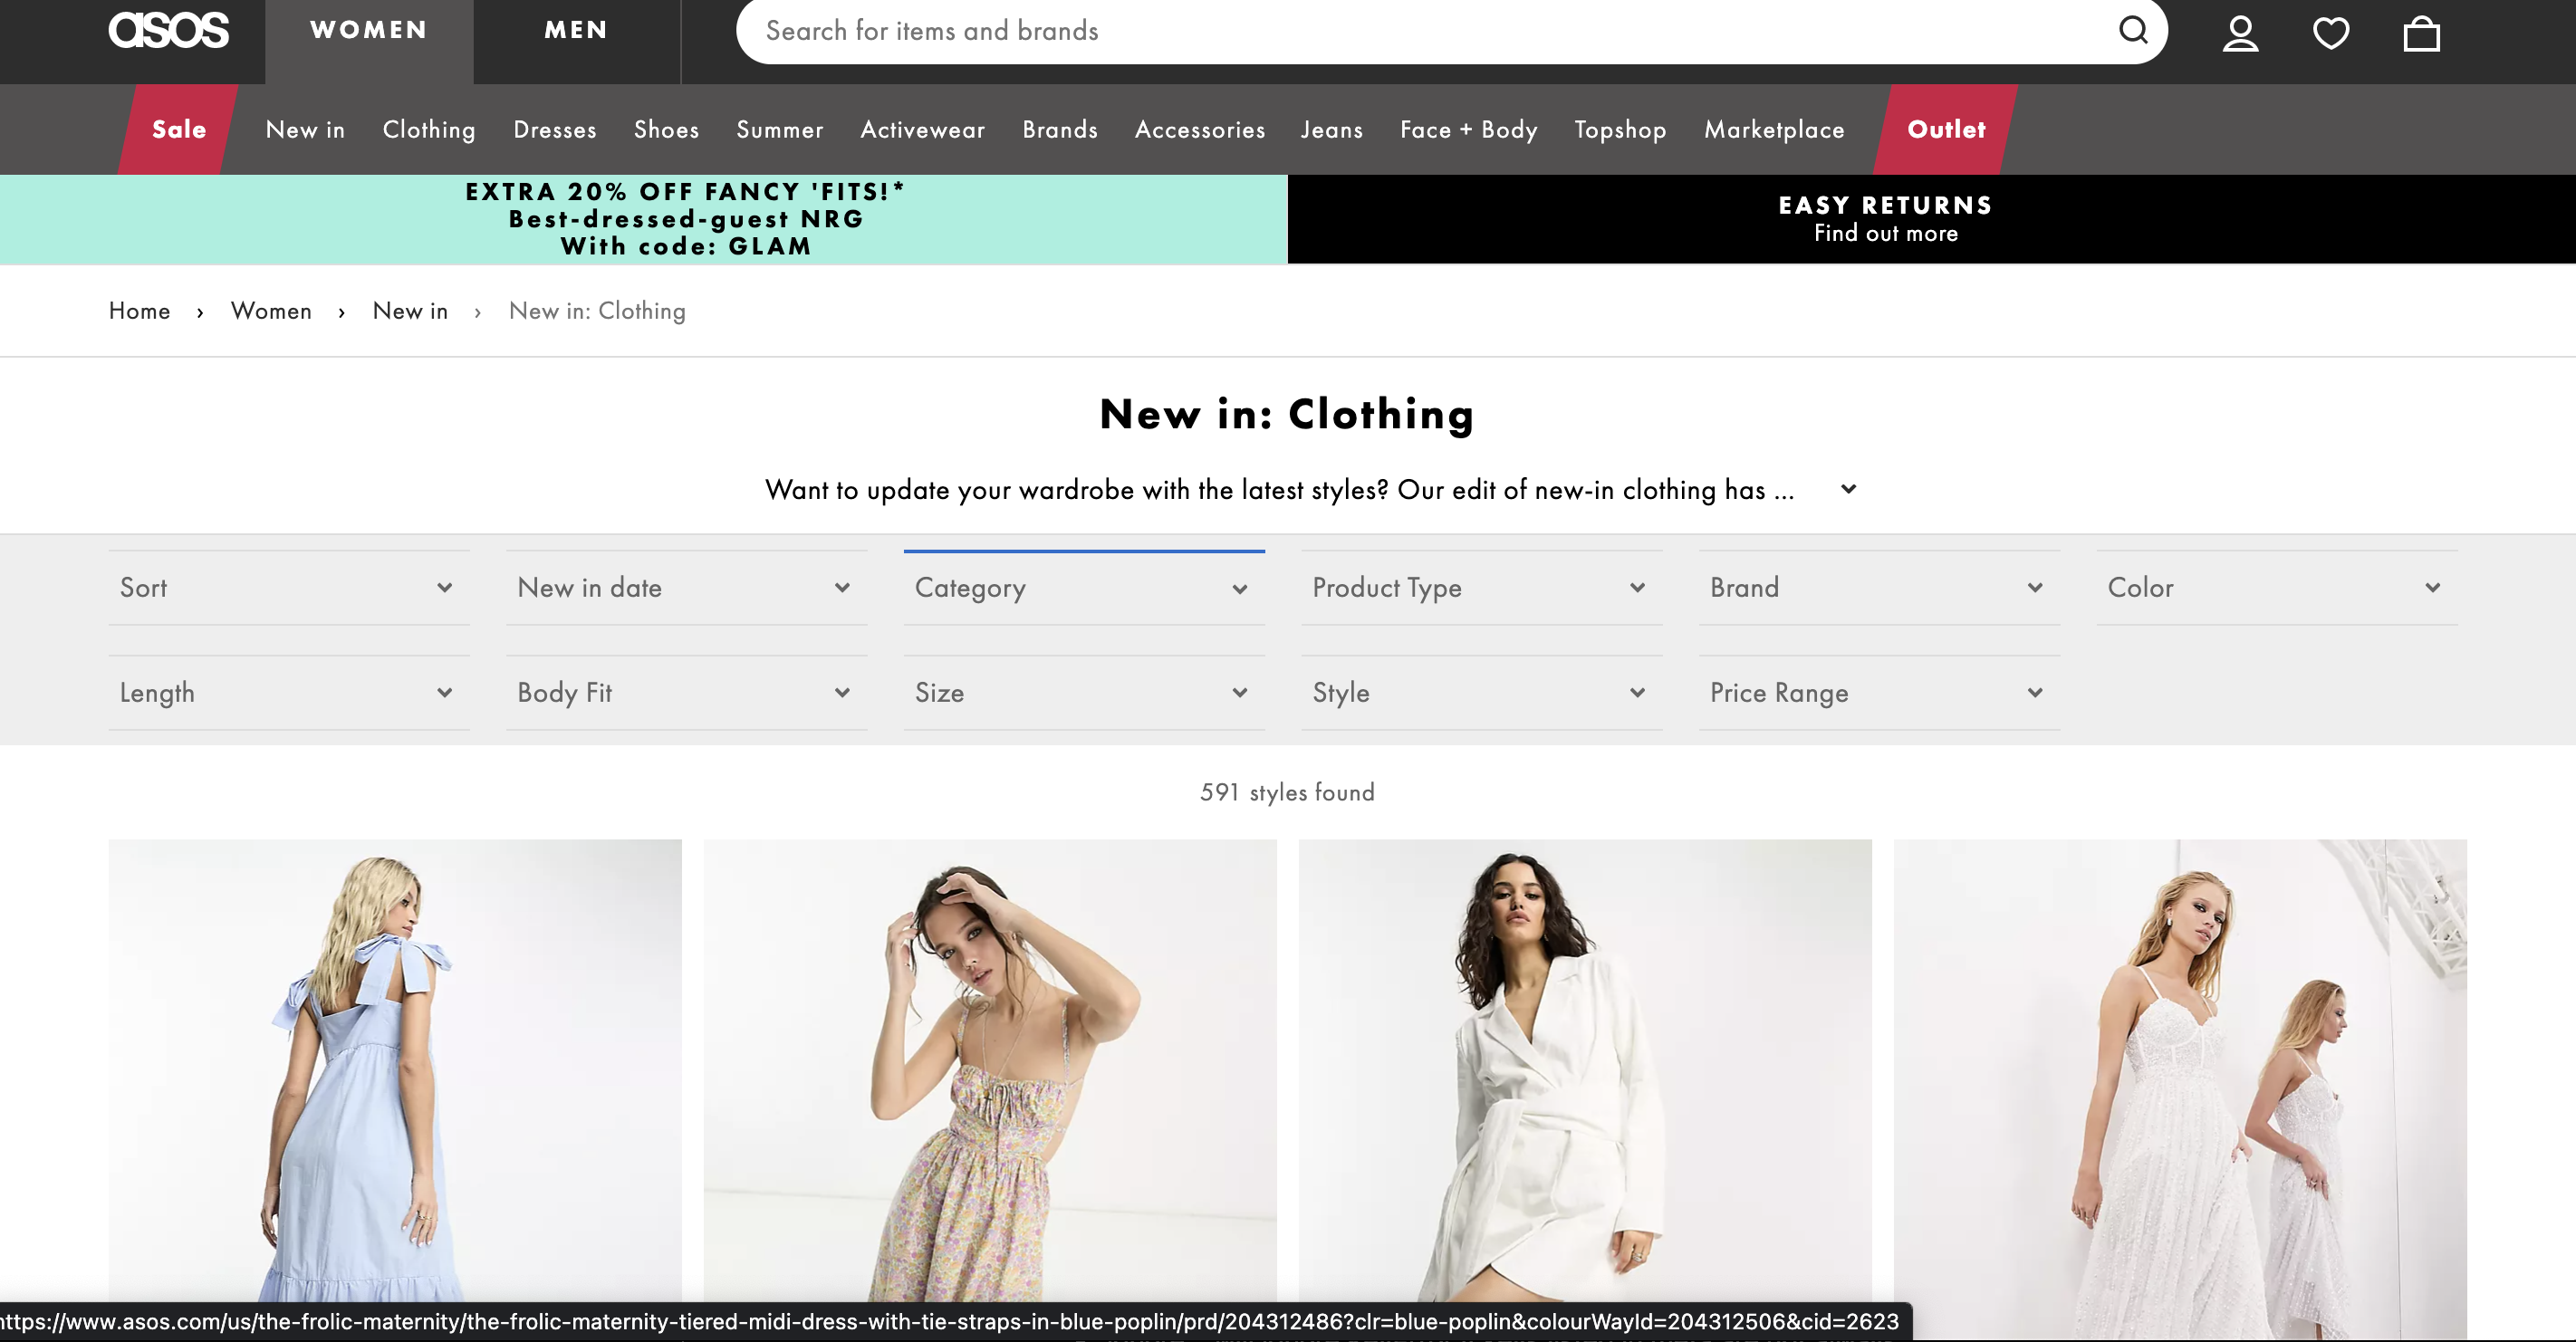 asos
WOMEN
MEN
Search for items and brands
Sale
New in
Clothing
Dresses
Shoes
Summer
Activewear
Brands
Accessories
Jeans
Face + Body
Topshop
Marketplace
Outlet
EXTRA 20% OFF FANCY 'FITS!*
Best-dressed-guest NRG
With code: GLAM
EASY RETURNS
Find out more
Home › Women › New in › New in: Clothing
New in: Clothing
Want to update your wardrobe with the latest styles? Our edit of new-in clothing has ...
Sort
New in date
Category
Product Type
Brand
Color
Length
Body Fit
Size
Style
Price Range
591 styles found
https://www.asos.com/us/the-frolic-maternity/the-frolic-maternity-tiered-midi-dress-with-tie-straps-in-blue-poplin/prd/204312486?clr=blue-poplin&colourWayId=204312506&cid=2623